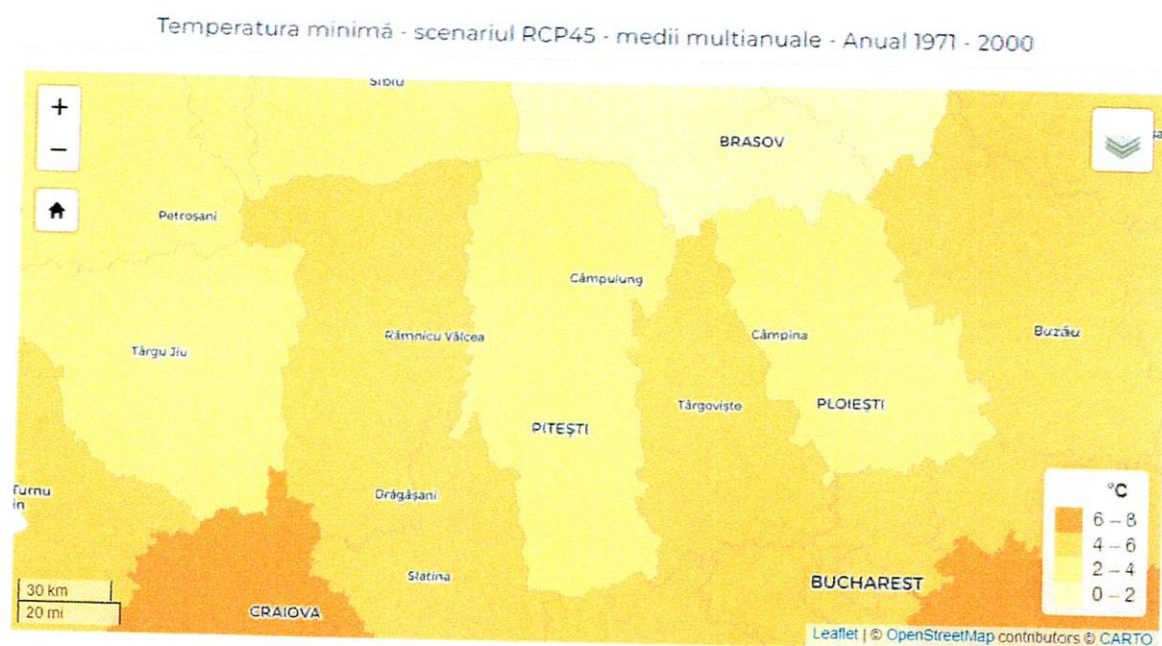 Temperatura minimă - scenariul RCP45 - medii multianuale - Anual 1971 - 2000
+
−
Sibiu
BRASOV
Petroșani
Câmpulung
Târgu Jiu
Râmnicu Vâlcea
Câmpina
Buzău
Târgoviște
PLOIEȘTI
PITEȘTI
Drăgășani
Turnu
in
Slatina
BUCHAREST
CRAIOVA
°C
6 – 8
4 – 6
2 – 4
0 – 2
30 km
20 mi
Leaflet | © OpenStreetMap contributors © CARTO